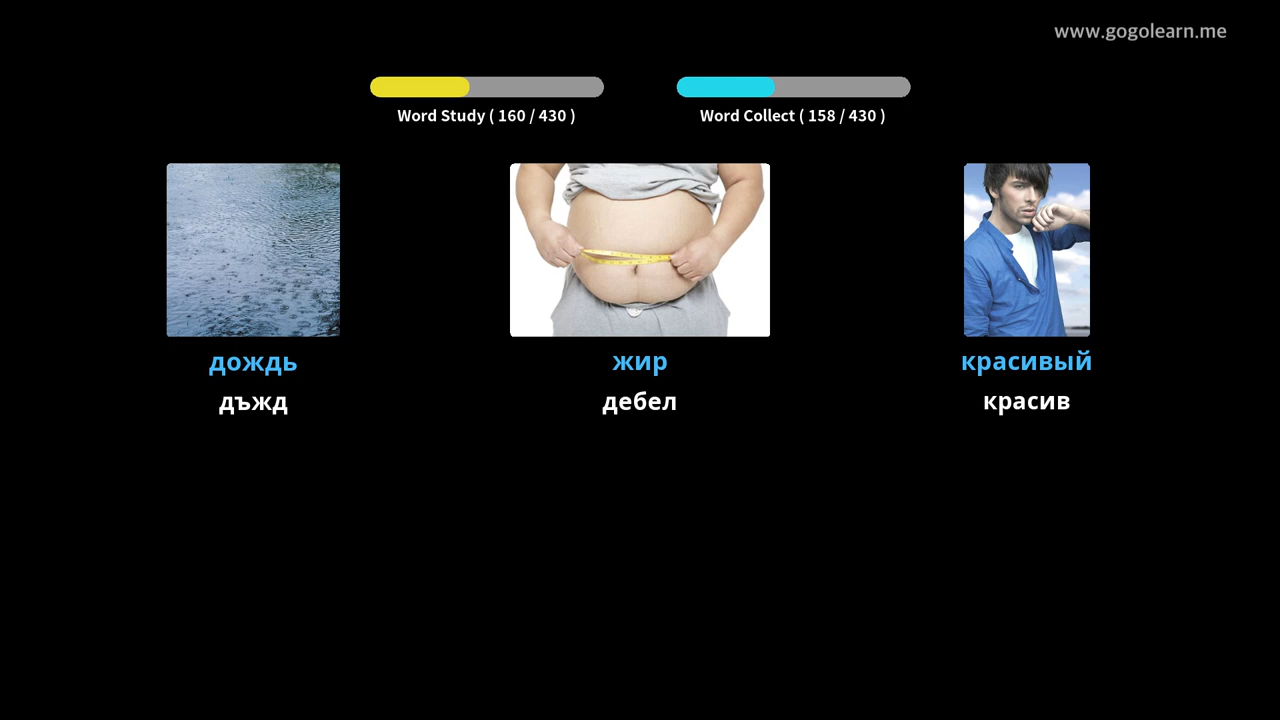 www.gogolearn.me
Word Study ( 160 / 430 )
Word Collect ( 158 / 430 )
дождь
жир
красивый
дъжд
дебел
красив